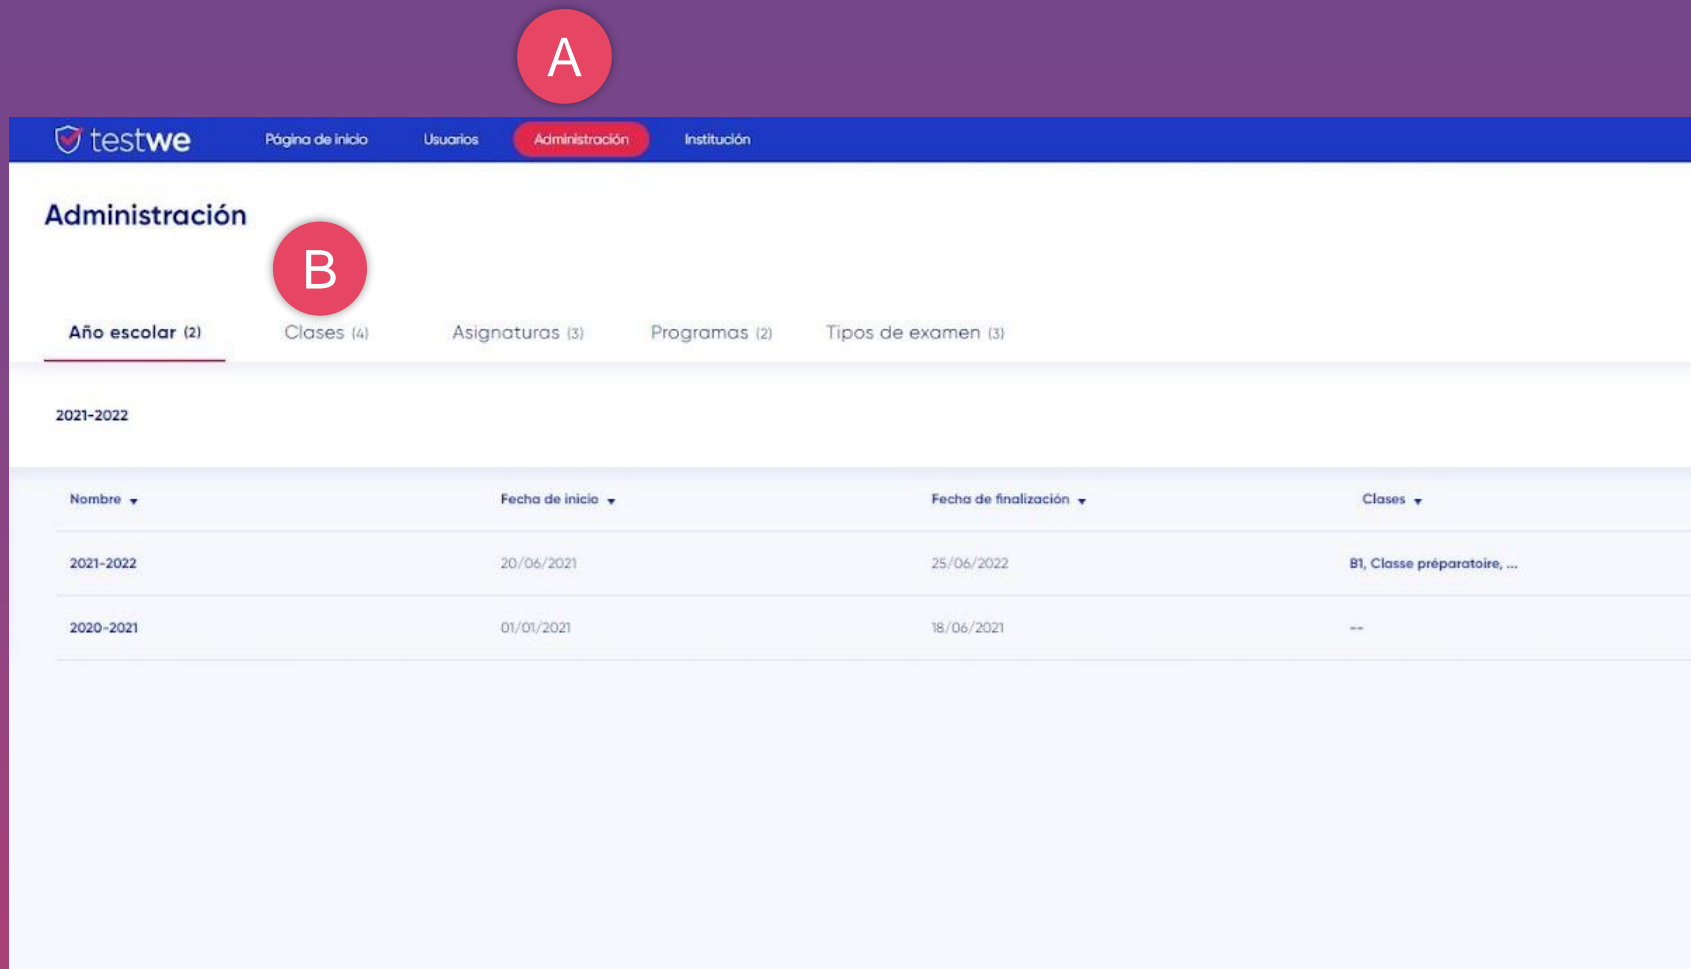 A
testwe Página de inicio Usuarios Administración Institución
Administración
B
Año escolar (2) Clases (4) Asignaturas (3) Programas (2) Tipos de examen (3)
2021-2022
Nombre Fecha de inicio Fecha de finalización Clases
2021-2022 20/06/2021 25/06/2022 B1, Classe préparatoire, ...
2020-2021 01/01/2021 18/06/2021 --